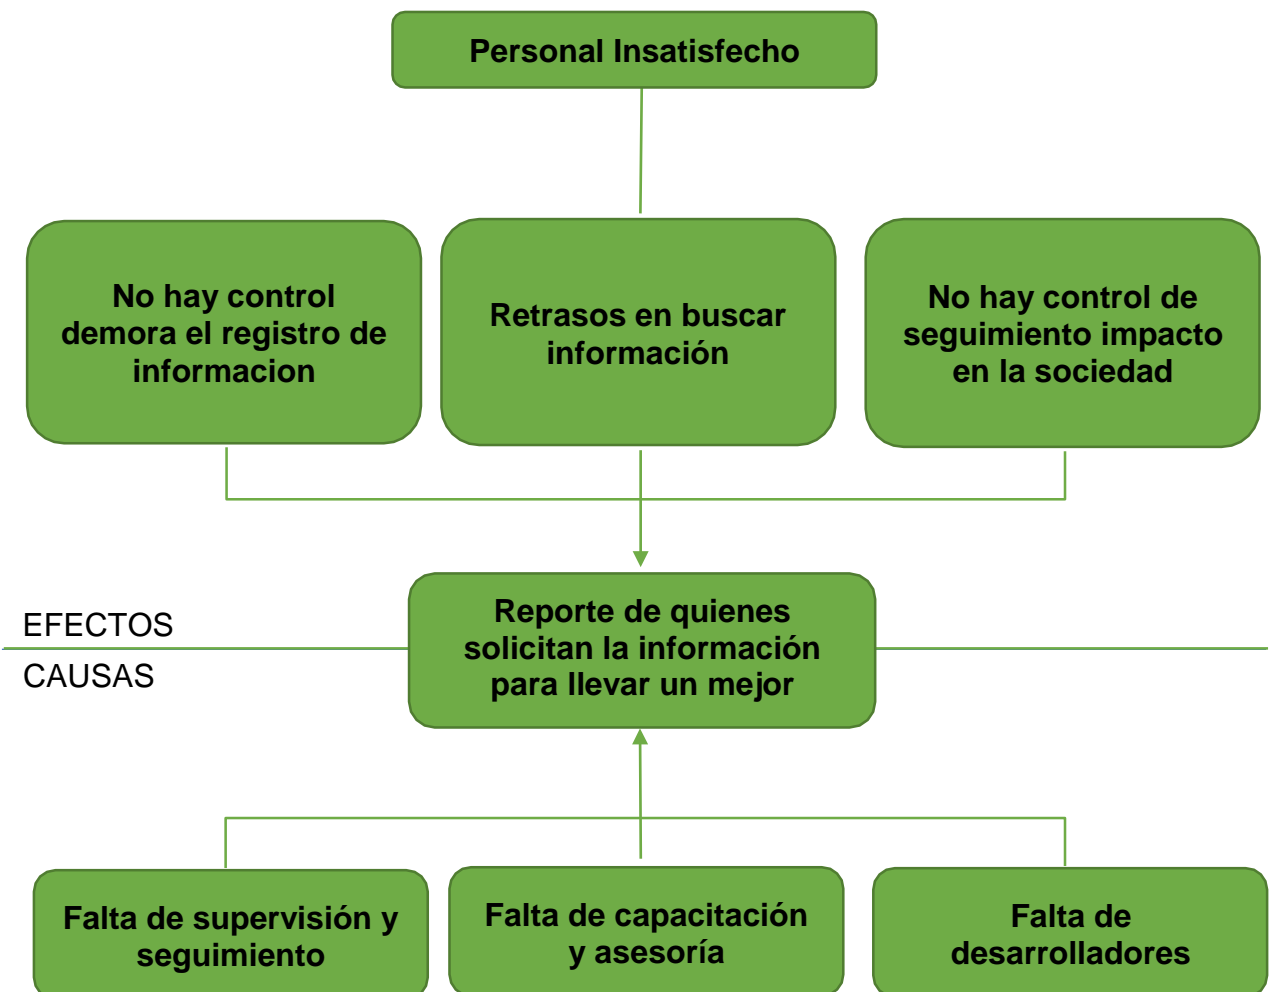 Personal Insatisfecho
No hay control
demora el registro de
informacion
Retrasos en buscar
información
No hay control de
seguimiento impacto
en la sociedad
EFECTOS
CAUSAS
Reporte de quienes
solicitan la información
para llevar un mejor
Falta de supervisión y
seguimiento
Falta de capacitación
y asesoría
Falta de
desarrolladores